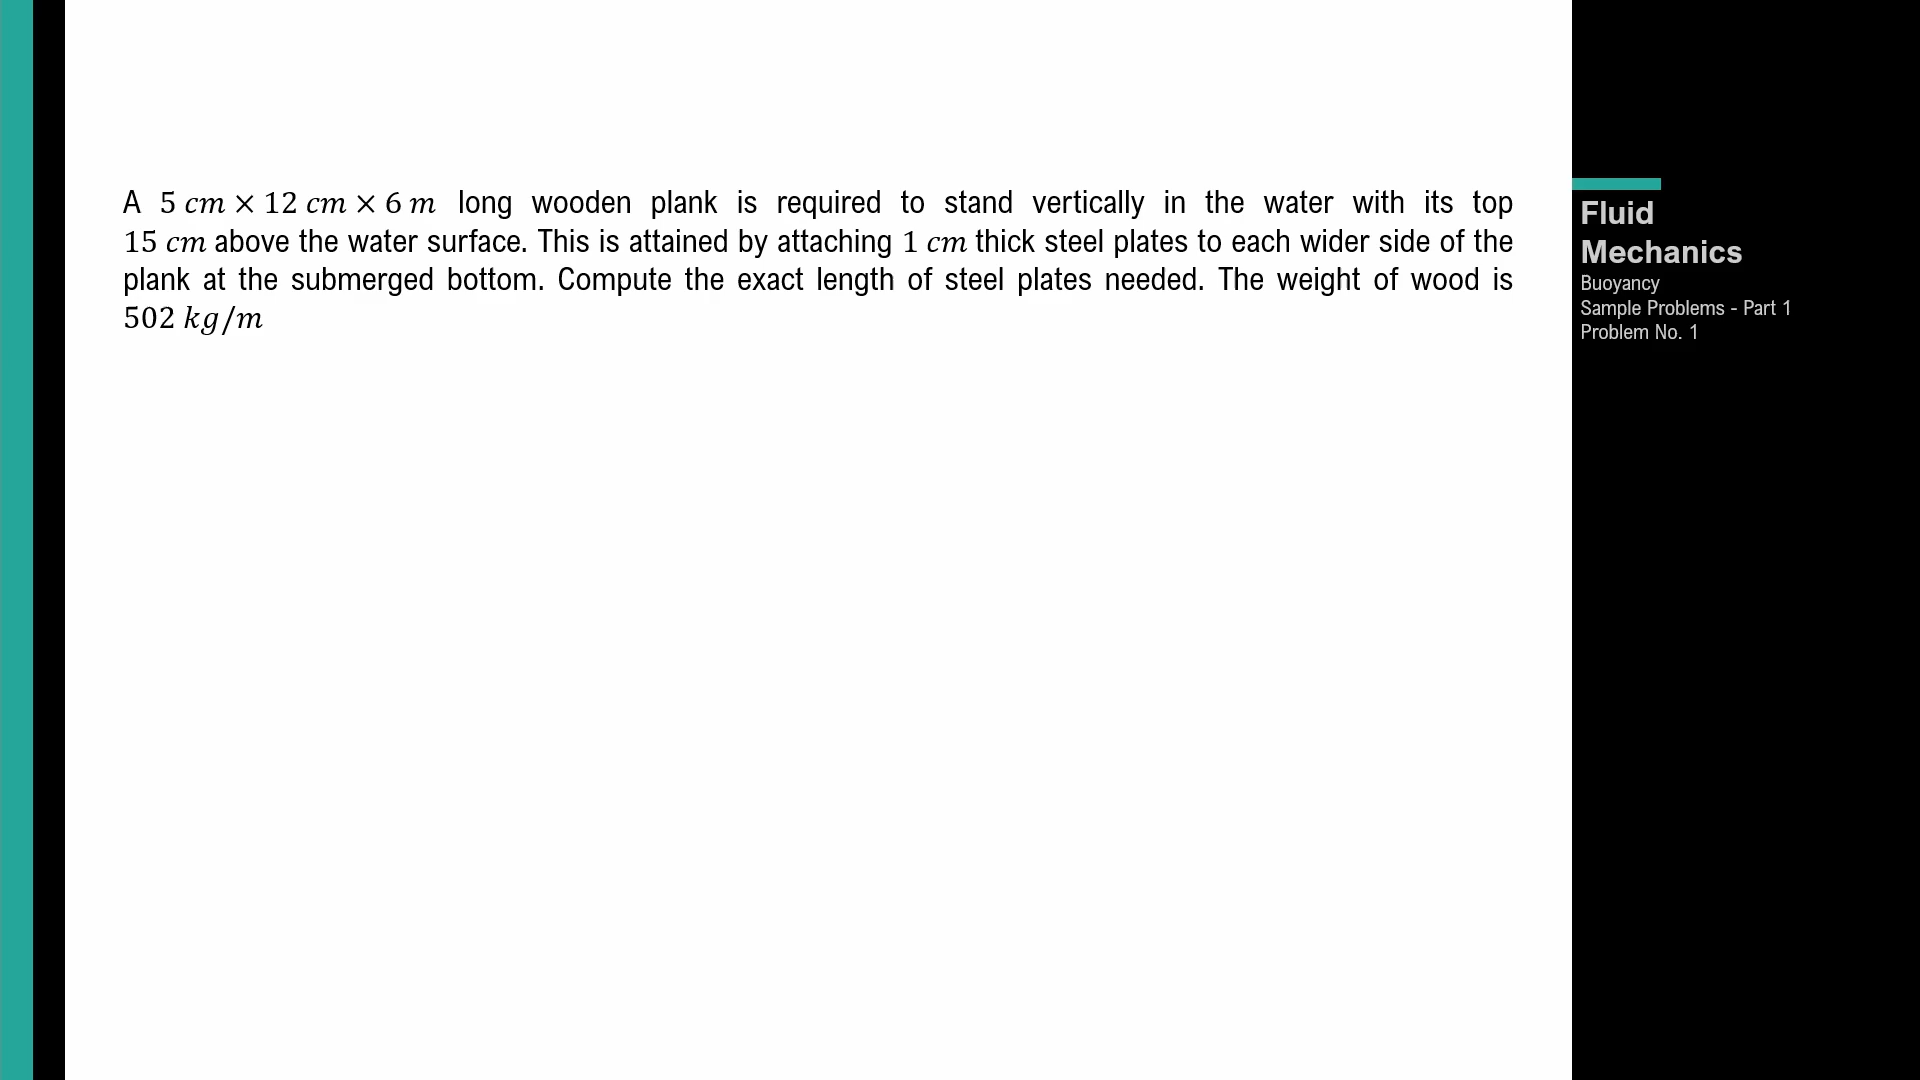 A 5 cm × 12 cm × 6 m long wooden plank is required to stand vertically in the water with its top
15 cm above the water surface. This is attained by attaching 1 cm thick steel plates to each wider side of the
plank at the submerged bottom. Compute the exact length of steel plates needed. The weight of wood is
502 kg/m
Fluid
Mechanics
Buoyancy
Sample Problems - Part 1
Problem No. 1